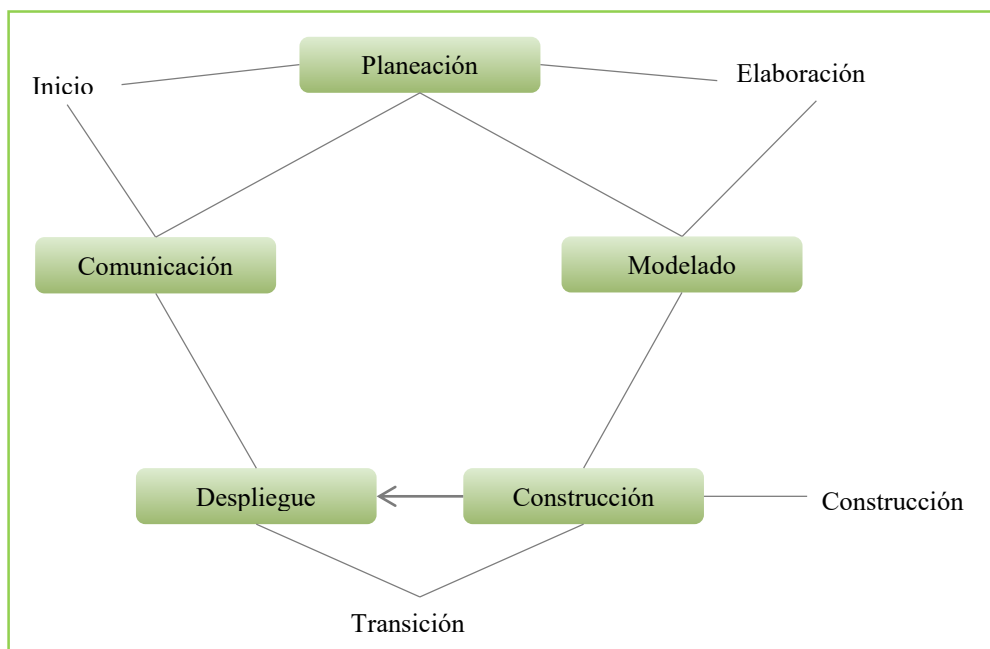 Planeación
Elaboración
Inicio
Comunicación
Modelado
Despliegue
Construcción
Construcción
Transición